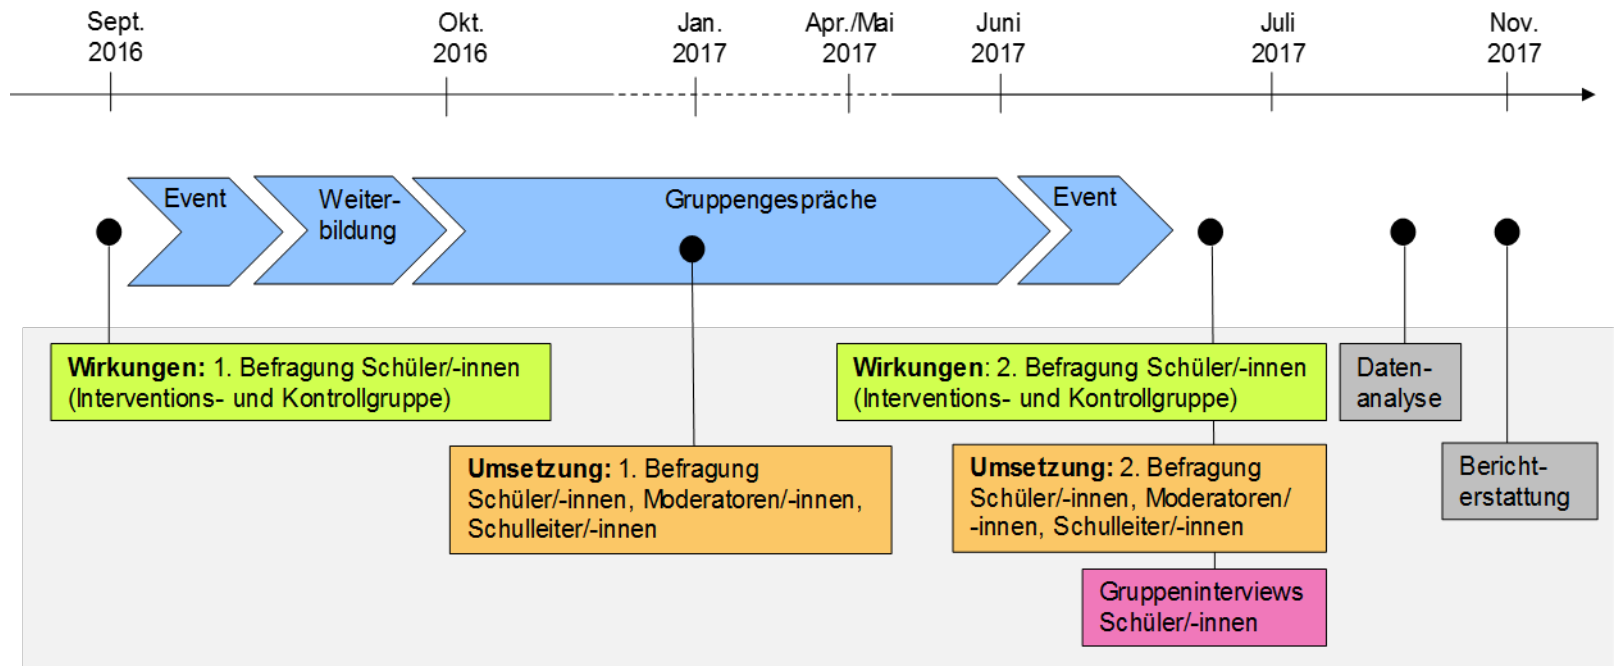 Sept.
2016
Okt.
2016
Jan.
2017
Apr./Mai
2017
Juni
2017
Juli
2017
Nov.
2017
Event
Weiter-
bildung
Gruppengespräche
Event
Wirkungen: 1. Befragung Schüler/-innen
(Interventions- und Kontrollgruppe)
Wirkungen: 2. Befragung Schüler/-innen
(Interventions- und Kontrollgruppe)
Daten-
analyse
Umsetzung: 1. Befragung
Schüler/-innen, Moderatoren/-innen,
Schulleiter/-innen
Umsetzung: 2. Befragung
Schüler/-innen, Moderatoren/
-innen, Schulleiter/-innen
Bericht-
erstattung
Gruppeninterviews
Schüler/-innen